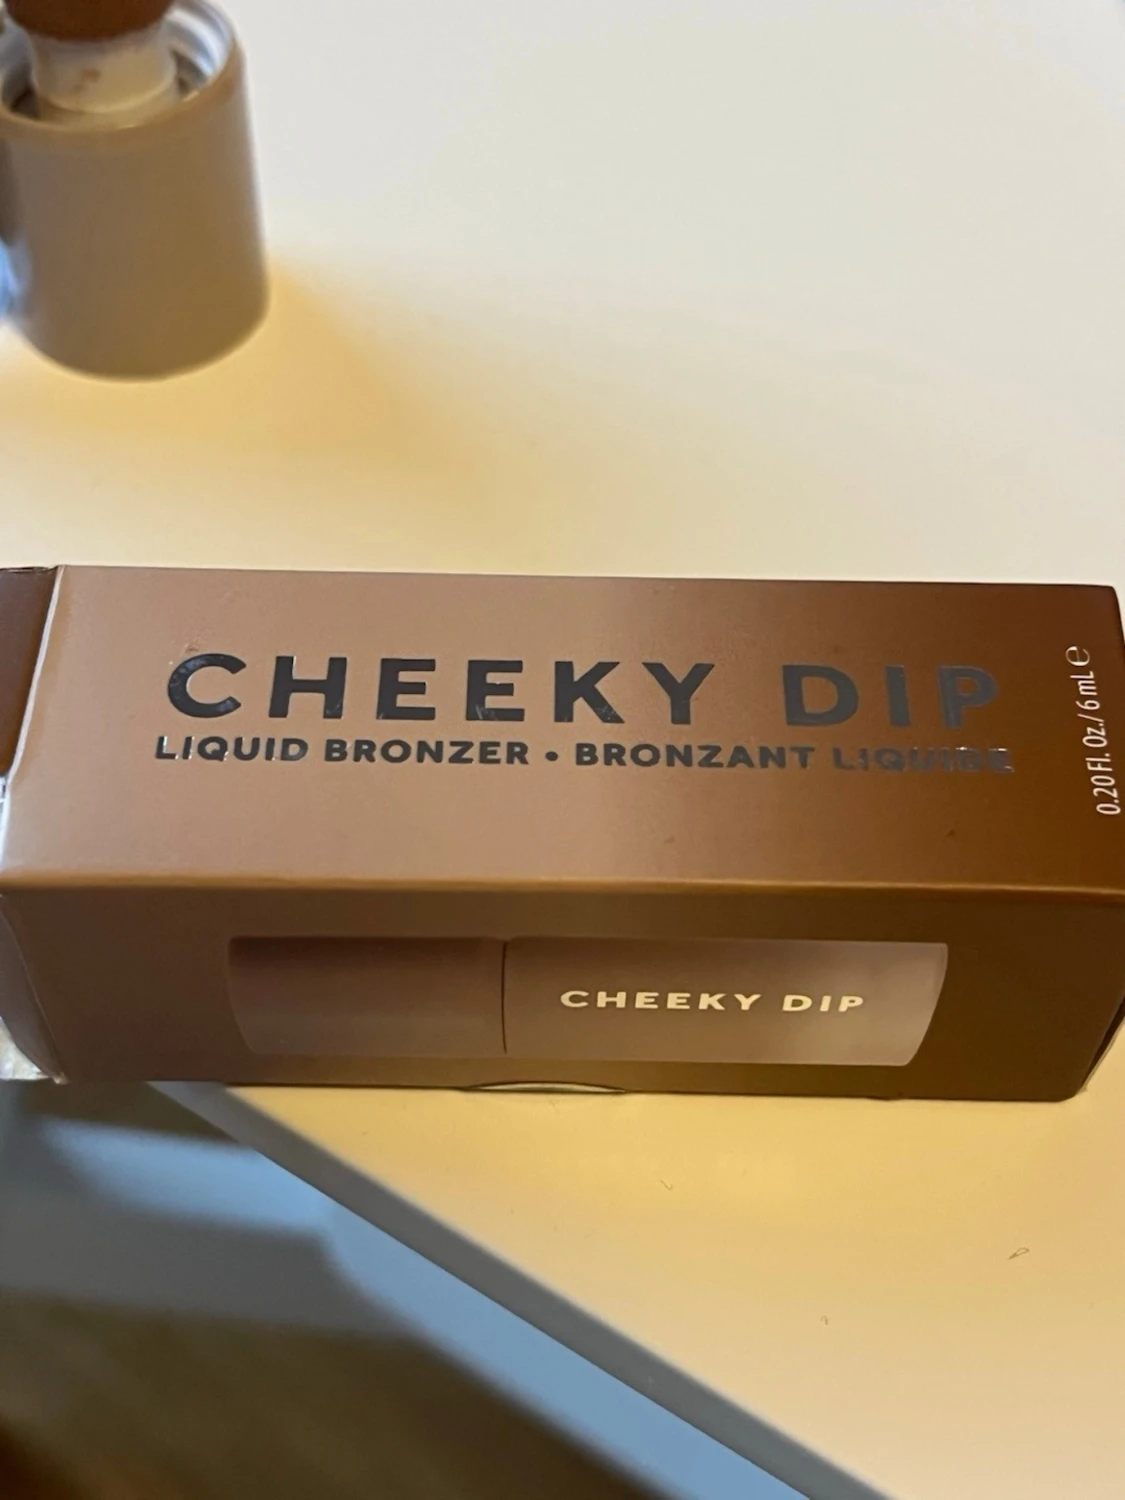 CHEEKY DIP
LIQUID BRONZER • BRONZANT LIQUIDE
0.20 Fl. Oz./ 6 mL ℮
CHEEKY DIP